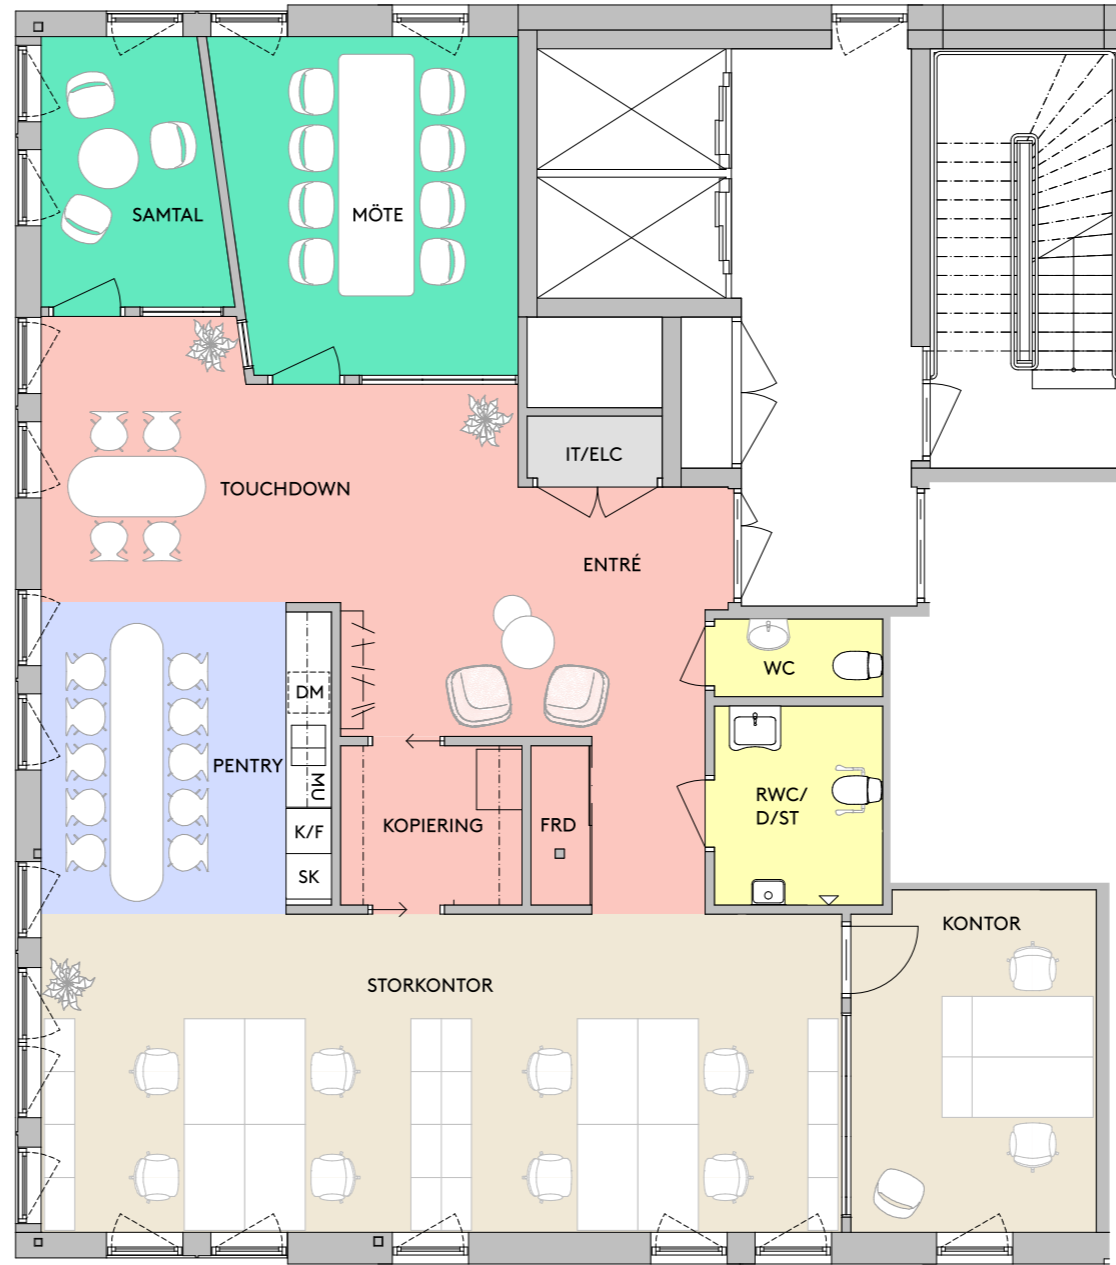 SAMTAL
MÖTE
IT/ELC
TOUCHDOWN
ENTRÉ
WC
DM
PENTRY
MU
K/F
SK
KOPIERING
FRD
RWC/
D/ST
KONTOR
STORKONTOR